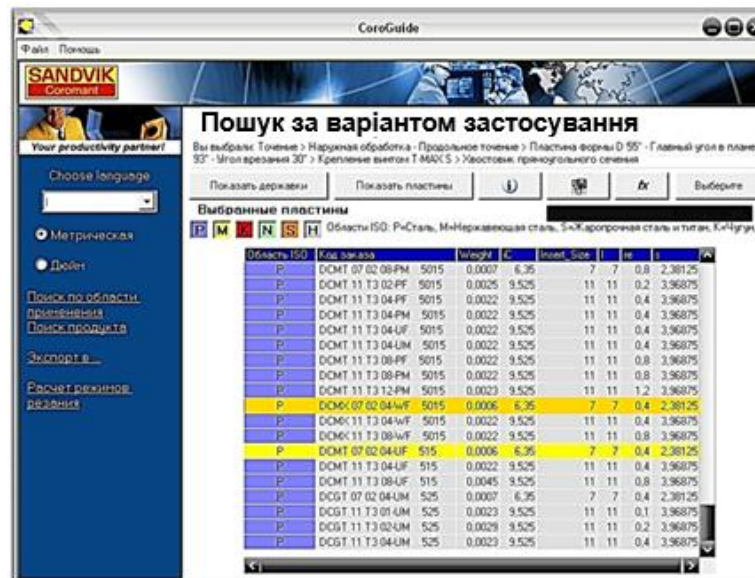 CoroGuide
Файл Помощь
SANDVIK
Coromant
Your productivity partner!
Пошук за варіантом застосування
Вы выбрали: Точение > Наружная обработка - Продольное точение > Пластина формы D 55° - Главный угол в плане
93° - Угол врезания 30° > Крепление винтом T-MAX S > Хвостовик прямоугольного сечения
Choose language
Показать державки Показать пластины i fx Выберите
Выбранные пластины
P M K N S H Области ISO: P=Сталь, M=Нержавеющая сталь, S=Жаропрочная сталь и титан, K=Чугун,
Метрическая
Дюйм
Поиск по области
применения
Поиск продукта
Экспорт в ...
Расчет режимов
резания
Область ISO Код заказа Weight iC Insert_Size l re s
P DCMT 07 02 08-PM 5015 0,0007 6,35 7 7 0,8 2,38125
P DCMT 11 T3 02-PF 5015 0,0025 9,525 11 11 0,2 3,96875
P DCMT 11 T3 04-PF 5015 0,0022 9,525 11 11 0,4 3,96875
P DCMT 11 T3 04-PM 5015 0,0022 9,525 11 11 0,4 3,96875
P DCMT 11 T3 04-UF 5015 0,0022 9,525 11 11 0,4 3,96875
P DCMT 11 T3 04-UM 5015 0,0022 9,525 11 11 0,4 3,96875
P DCMT 11 T3 08-PF 5015 0,0022 9,525 11 11 0,8 3,96875
P DCMT 11 T3 08-PM 5015 0,0022 9,525 11 11 0,8 3,96875
P DCMT 11 T3 12-PM 5015 0,0023 9,525 11 11 1,2 3,96875
P DCMX 07 02 04-WF 5015 0,0006 6,35 7 7 0,4 2,38125
P DCMX 11 T3 04-WF 5015 0,0022 9,525 11 11 0,4 3,96875
P DCMX 11 T3 08-WF 5015 0,0022 9,525 11 11 0,8 3,96875
P DCMT 07 02 04-UF 515 0,0006 6,35 7 7 0,4 2,38125
P DCMT 11 T3 04-UF 515 0,0022 9,525 11 11 0,4 3,96875
P DCMT 11 T3 08-UF 515 0,0045 9,525 11 11 0,8 3,96875
P DCGT 07 02 04-UM 525 0,0007 6,35 7 7 0,4 2,38125
P DCGT 11 T3 01-UM 525 0,0023 9,525 11 11 0,1 3,96875
P DCGT 11 T3 02-UM 525 0,0029 9,525 11 11 0,2 3,96875
P DCGT 11 T3 04-UM 525 0,0023 9,525 11 11 0,4 3,96875